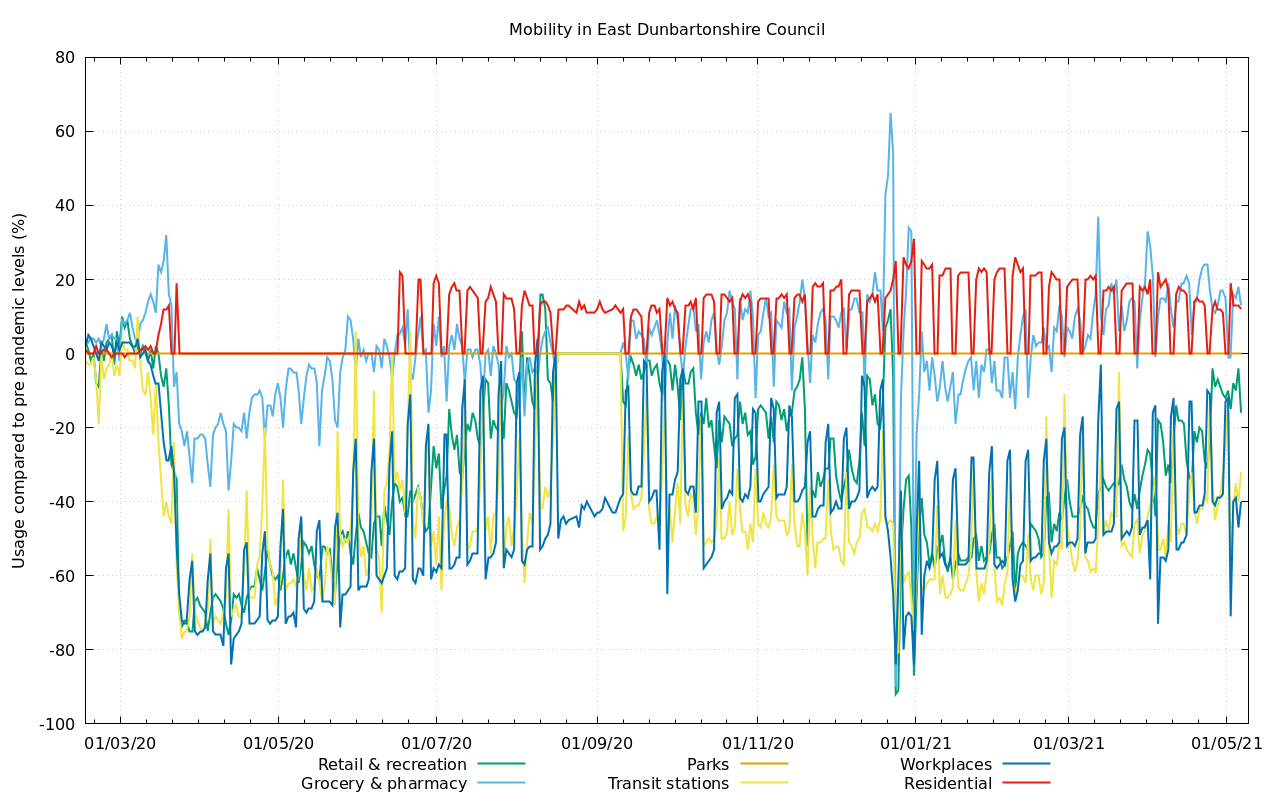 Mobility in East Dunbartonshire Council
Usage compared to pre pandemic levels (%)
80
60
40
20
0
-20
-40
-60
-80
-100
01/03/20 01/05/20 01/07/20 01/09/20 01/11/20 01/01/21 01/03/21 01/05/21
Retail & recreation Parks Workplaces
Grocery & pharmacy Transit stations Residential